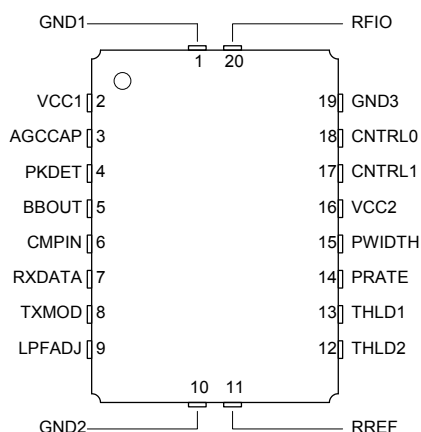 GND1 RFIO
1 20
VCC1 2 19 GND3
AGCCAP 3 18 CNTRL0
PKDET 4 17 CNTRL1
BBOUT 5 16 VCC2
CMPIN 6 15 PWIDTH
RXDATA 7 14 PRATE
TXMOD 8 13 THLD1
LPFADJ 9 12 THLD2
10 11
GND2 RREF